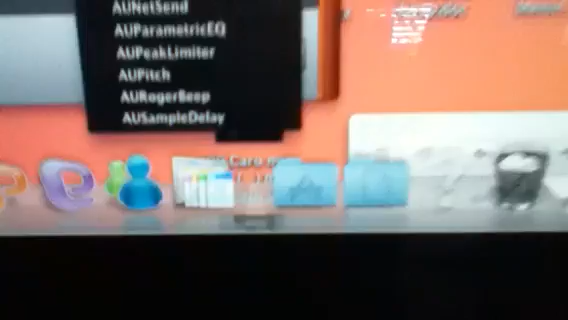 AUNetSend
AUParametricEQ
AUPeakLimiter
AUPitch
AURogerBeep
AUSampleDelay